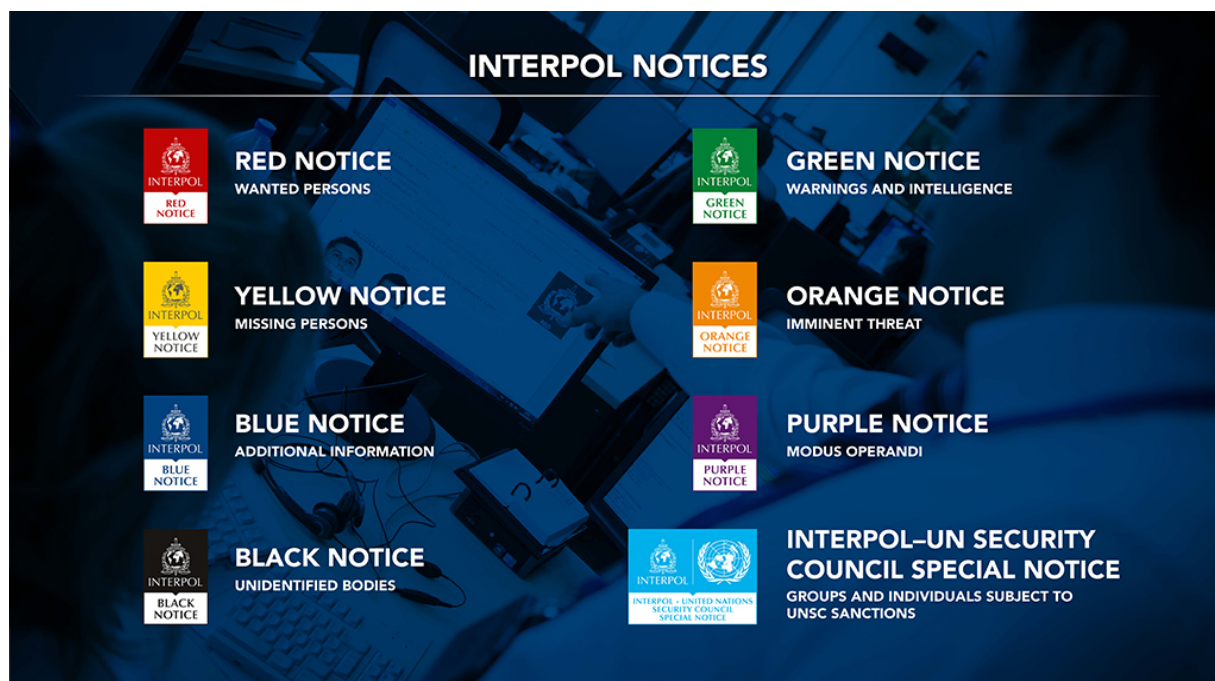 INTERPOL NOTICES
INTERPOL
RED
NOTICE
RED NOTICE
WANTED PERSONS
INTERPOL
YELLOW
NOTICE
YELLOW NOTICE
MISSING PERSONS
INTERPOL
BLUE
NOTICE
BLUE NOTICE
ADDITIONAL INFORMATION
INTERPOL
BLACK
NOTICE
BLACK NOTICE
UNIDENTIFIED BODIES
INTERPOL
GREEN
NOTICE
GREEN NOTICE
WARNINGS AND INTELLIGENCE
INTERPOL
ORANGE
NOTICE
ORANGE NOTICE
IMMINENT THREAT
INTERPOL
PURPLE
NOTICE
PURPLE NOTICE
MODUS OPERANDI
INTERPOL
INTERPOL - UNITED NATIONS
SECURITY COUNCIL
SPECIAL NOTICE
INTERPOL–UN SECURITY
COUNCIL SPECIAL NOTICE
GROUPS AND INDIVIDUALS SUBJECT TO
UNSC SANCTIONS